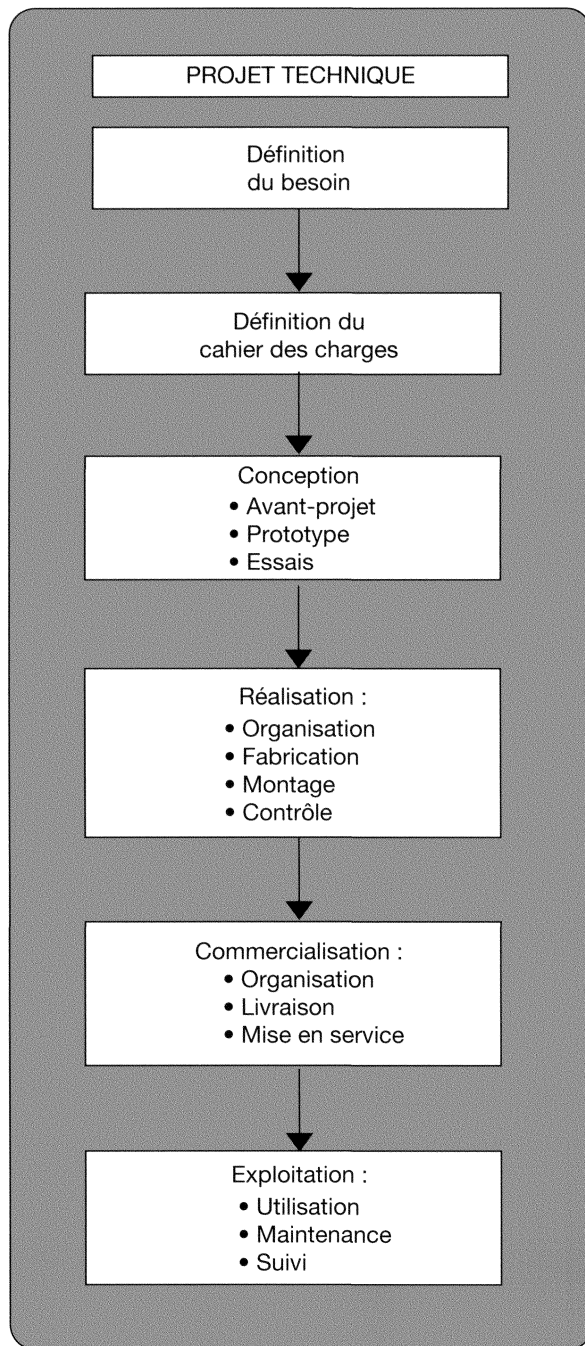 PROJET TECHNIQUE
Définition
du besoin
Définition du
cahier des charges
Conception
• Avant-projet
• Prototype
• Essais
Réalisation :
• Organisation
• Fabrication
• Montage
• Contrôle
Commercialisation :
• Organisation
• Livraison
• Mise en service
Exploitation :
• Utilisation
• Maintenance
• Suivi